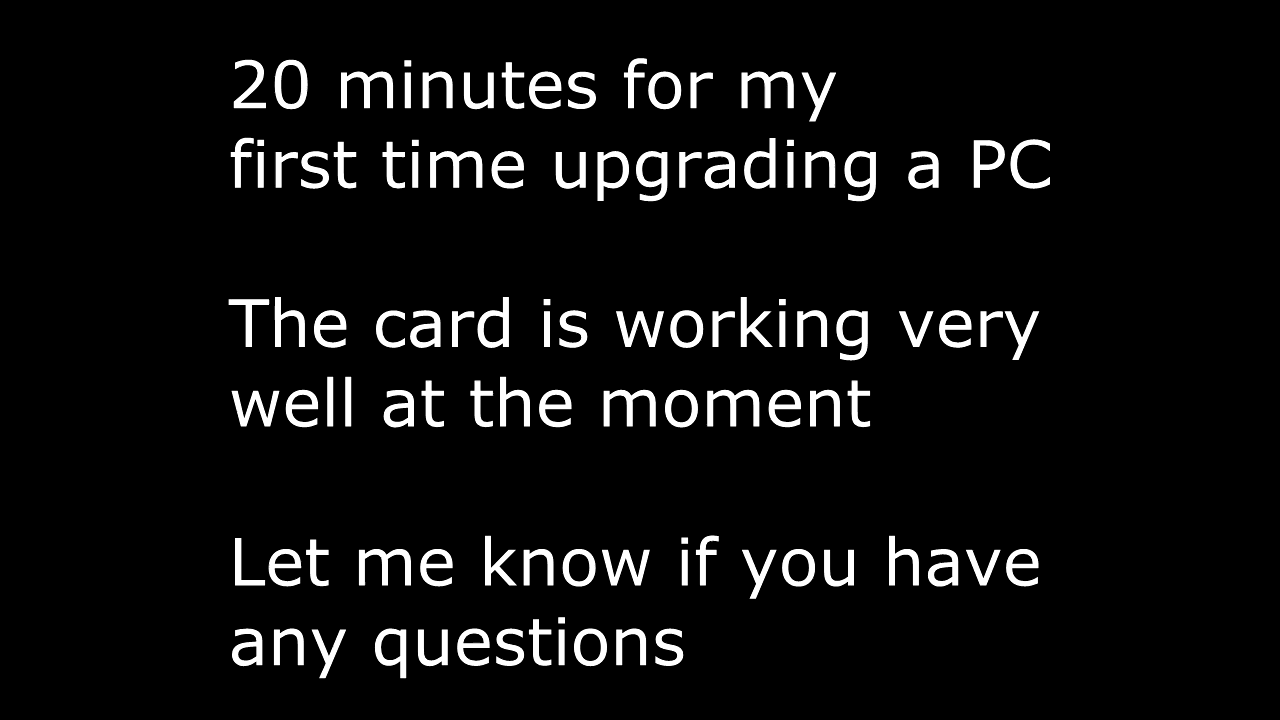 20 minutes for my
first time upgrading a PC
The card is working very
well at the moment
Let me know if you have
any questions